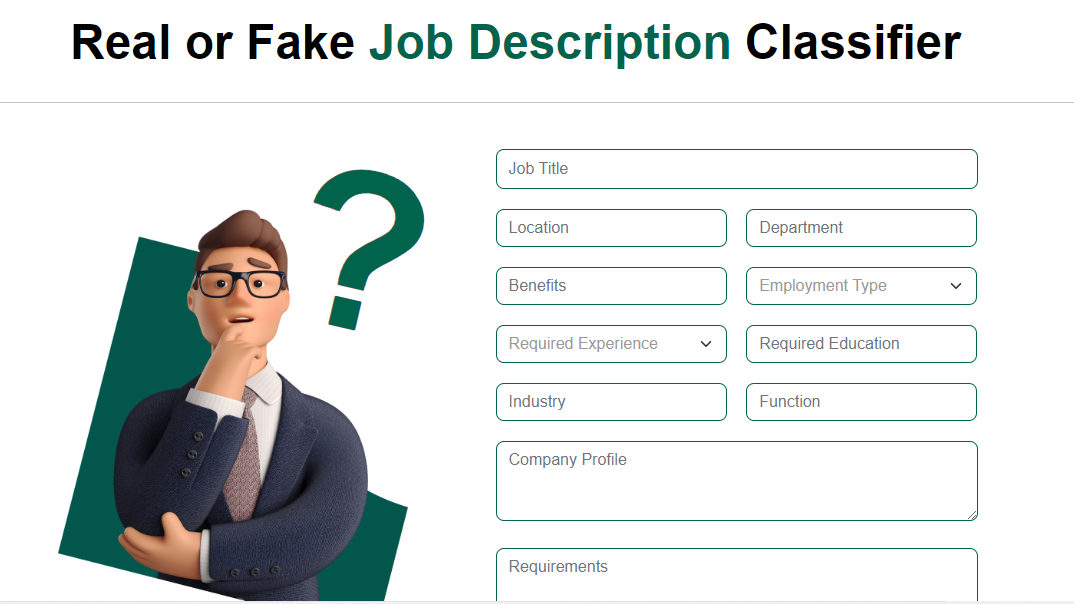 Real or Fake Job Description Classifier
?
Job Title
Location Department
Benefits Employment Type
Required Experience Required Education
Industry Function
Company Profile
Requirements